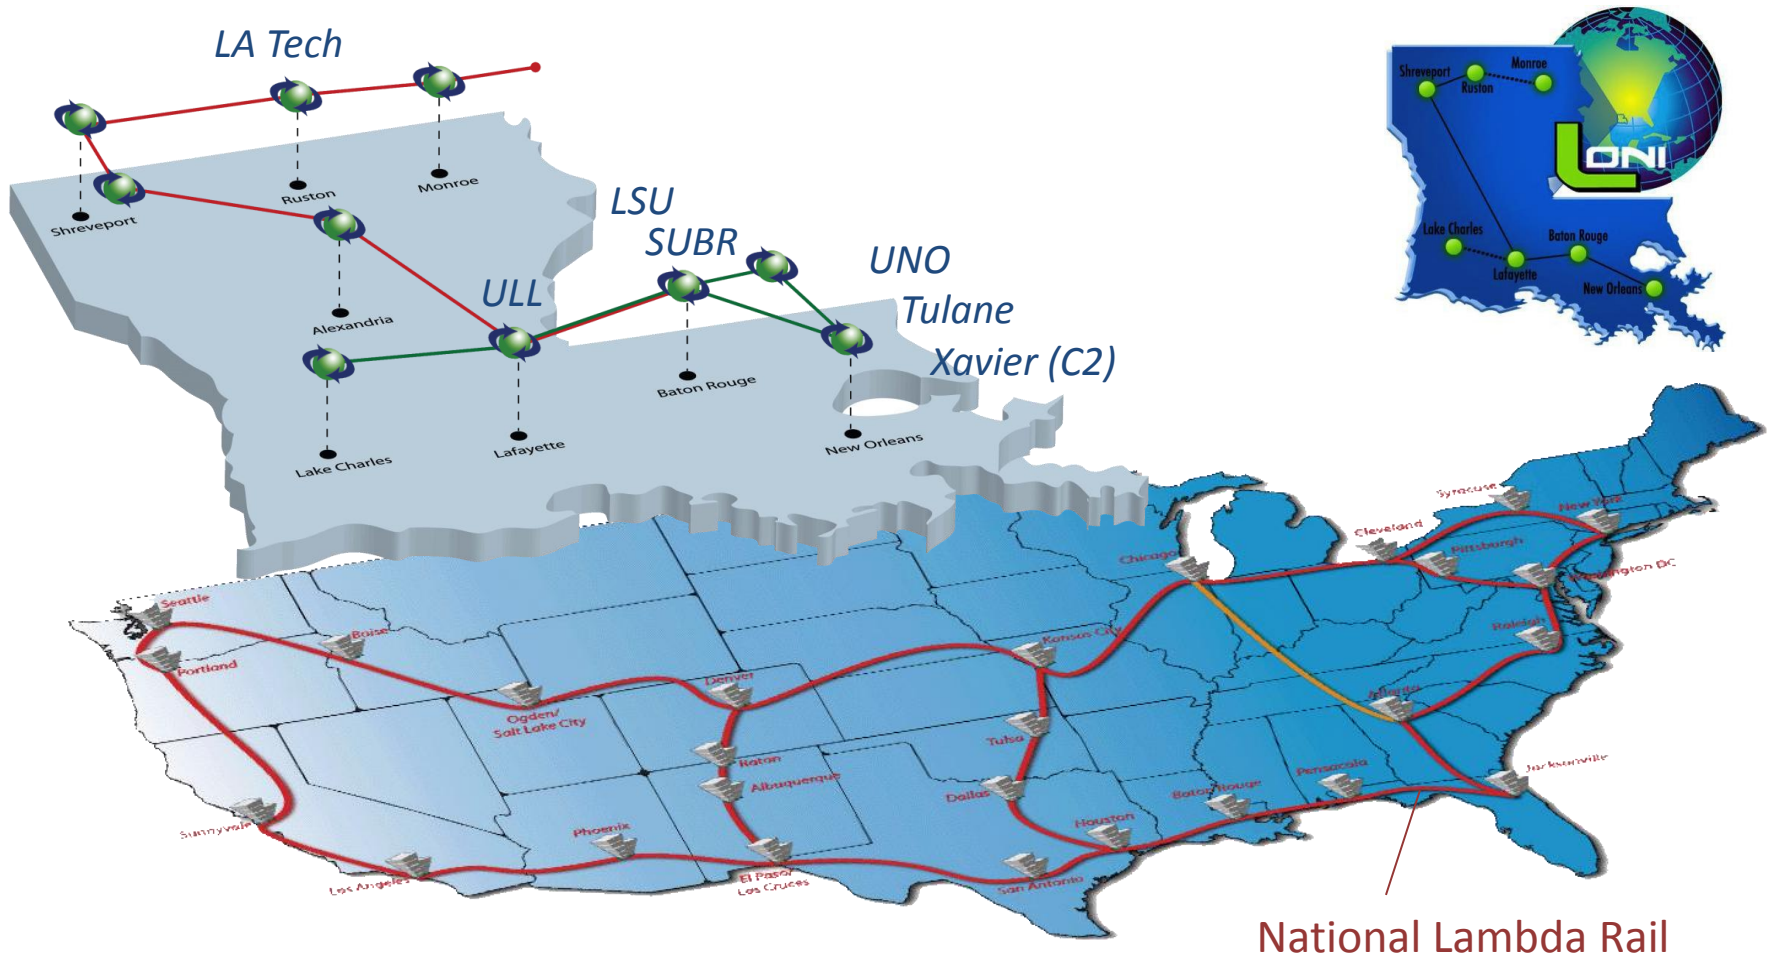 LA Tech
Shreveport
Ruston
Monroe
LSU
SUBR
UNO
Tulane
Xavier (C2)
ULL
Alexandria
Baton Rouge
New Orleans
Lafayette
Lake Charles
Shreveport
Ruston
Monroe
LONI
Lake Charles
Lafayette
Baton Rouge
New Orleans
Seattle
Portland
Boise
Ogden/
Salt Lake City
Denver
Kansas City
Chicago
Cleveland
Syracuse
New York
Pittsburgh
Washington DC
Raleigh
Atlanta
Jacksonville
Pensacola
Baton Rouge
Houston
San Antonio
Dallas
Tulsa
Raton
Albuquerque
El Paso/
Las Cruces
Phoenix
Los Angeles
Sunnyvale
National Lambda Rail